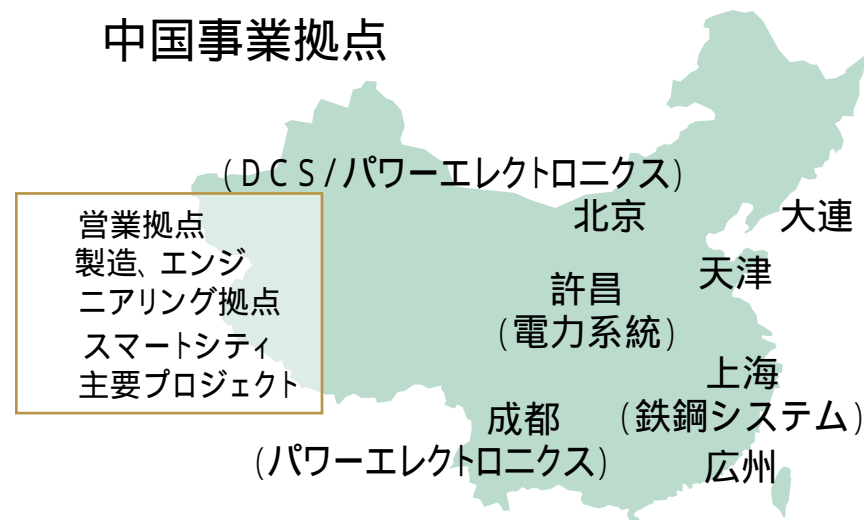 中国事業拠点
(DCS/パワーエレクトロニクス)
北京
大連
営業拠点
製造、エンジ
ニアリング拠点
スマートシティ
主要プロジェクト
天津
許昌
(電力系統)
上海
(鉄鋼システム)
成都
(パワーエレクトロニクス)
広州